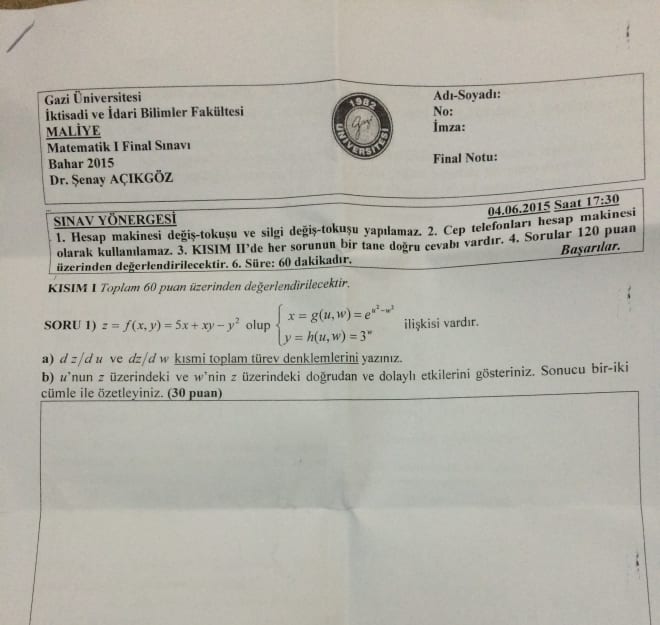 Gazi Üniversitesi
İktisadi ve İdari Bilimler Fakültesi
MALİYE
Matematik I Final Sınavı
Bahar 2015
Dr. Şenay AÇIKGÖZ
1982
Gazi
ÜNİVERSİTESİ
Adı-Soyadı:
No:
İmza:
Final Notu:
SINAV YÖNERGESİ
04.06.2015 Saat 17:30
1. Hesap makinesi değiş-tokuşu ve silgi değiş-tokuşu yapılamaz. 2. Cep telefonları hesap makinesi
olarak kullanılamaz. 3. KISIM II'de her sorunun bir tane doğru cevabı vardır. 4. Sorular 120 puan
üzerinden değerlendirilecektir. 6. Süre: 60 dakikadır.
Başarılar.
KISIM I Toplam 60 puan üzerinden değerlendirilecektir.
SORU 1) z = f(x, y) = 5x + xy − y² olup { x = g(u, w) = e^{u²−w²}
y = h(u, w) = 3^w
ilişkisi vardır.
a) dz/du ve dz/dw kısmi toplam türev denklemlerini yazınız.
b) u'nun z üzerindeki ve w'nin z üzerindeki doğrudan ve dolaylı etkilerini gösteriniz. Sonucu bir-iki
cümle ile özetleyiniz. (30 puan)